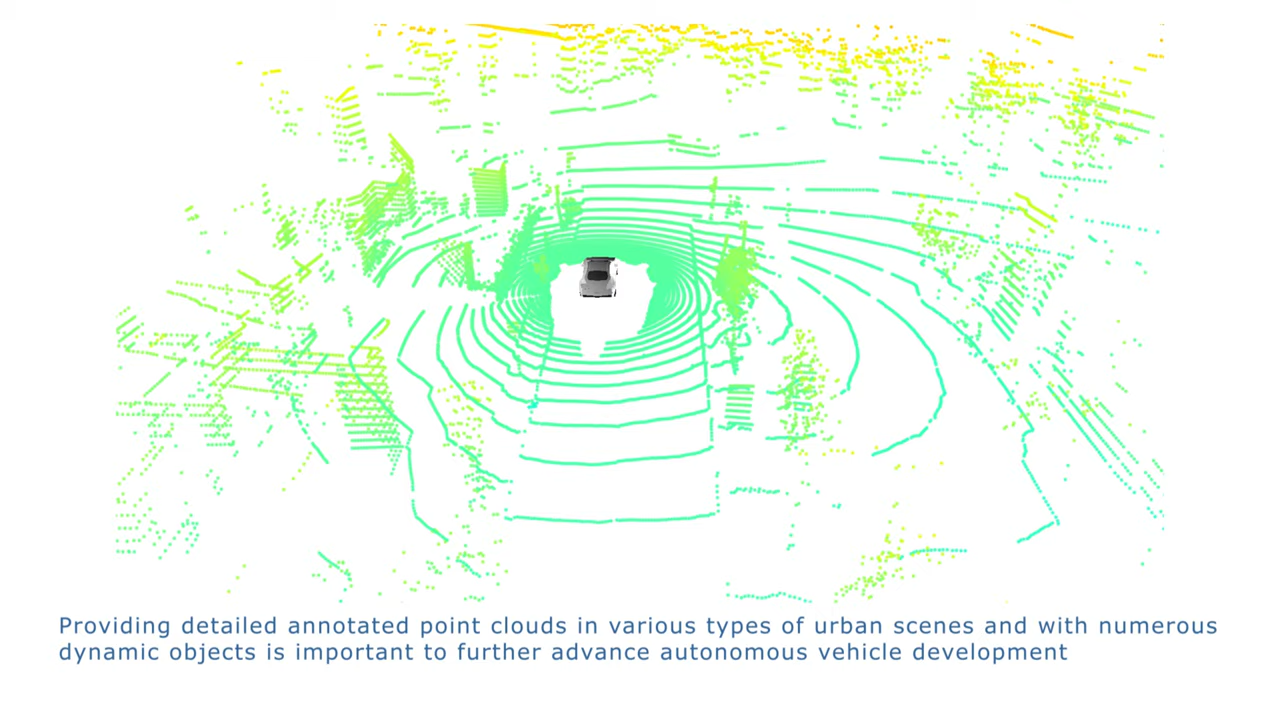 Providing detailed annotated point clouds in various types of urban scenes and with numerous
dynamic objects is important to further advance autonomous vehicle development